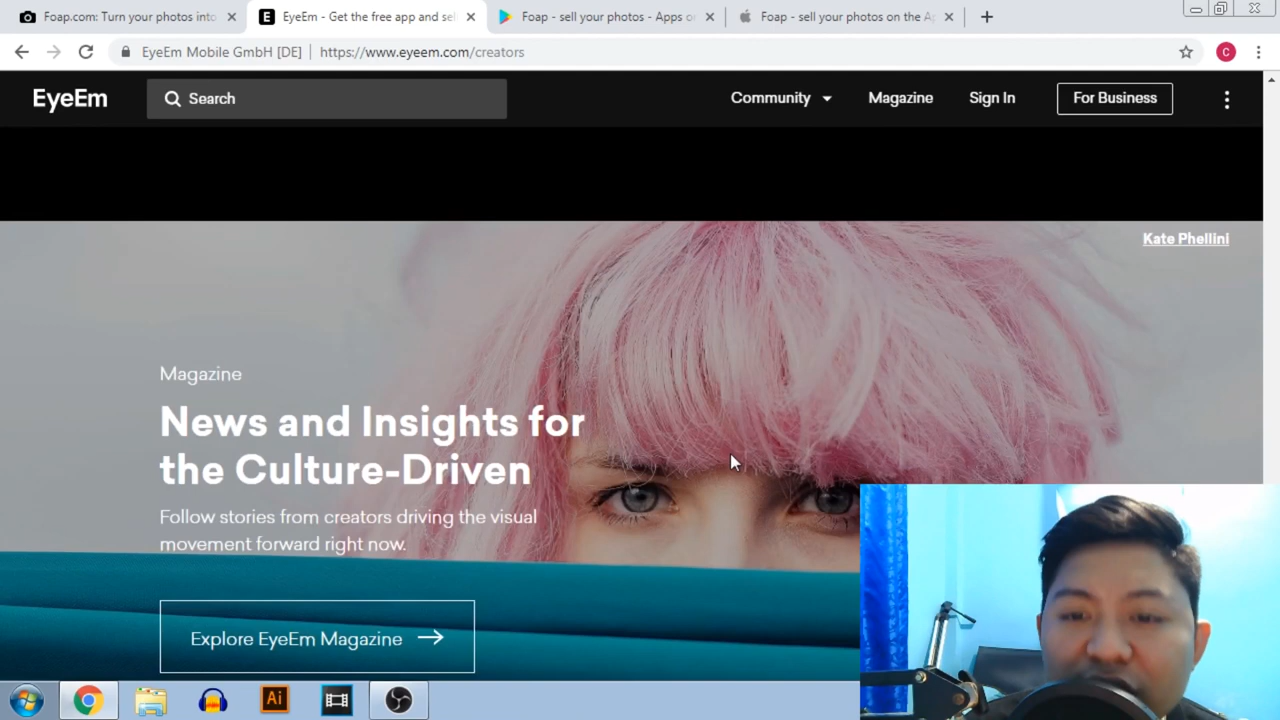 Foap.com: Turn your photos into
EyeEm - Get the free app and sel
Foap - sell your photos - Apps o
Foap - sell your photos on the A
EyeEm Mobile GmbH [DE] | https://www.eyeem.com/creators
C
EyeEm
Search
Community
Magazine
Sign In
For Business
Kate Phellini
Magazine
News and Insights for
the Culture-Driven
Follow stories from creators driving the visual
movement forward right now.
Explore EyeEm Magazine →
Ai